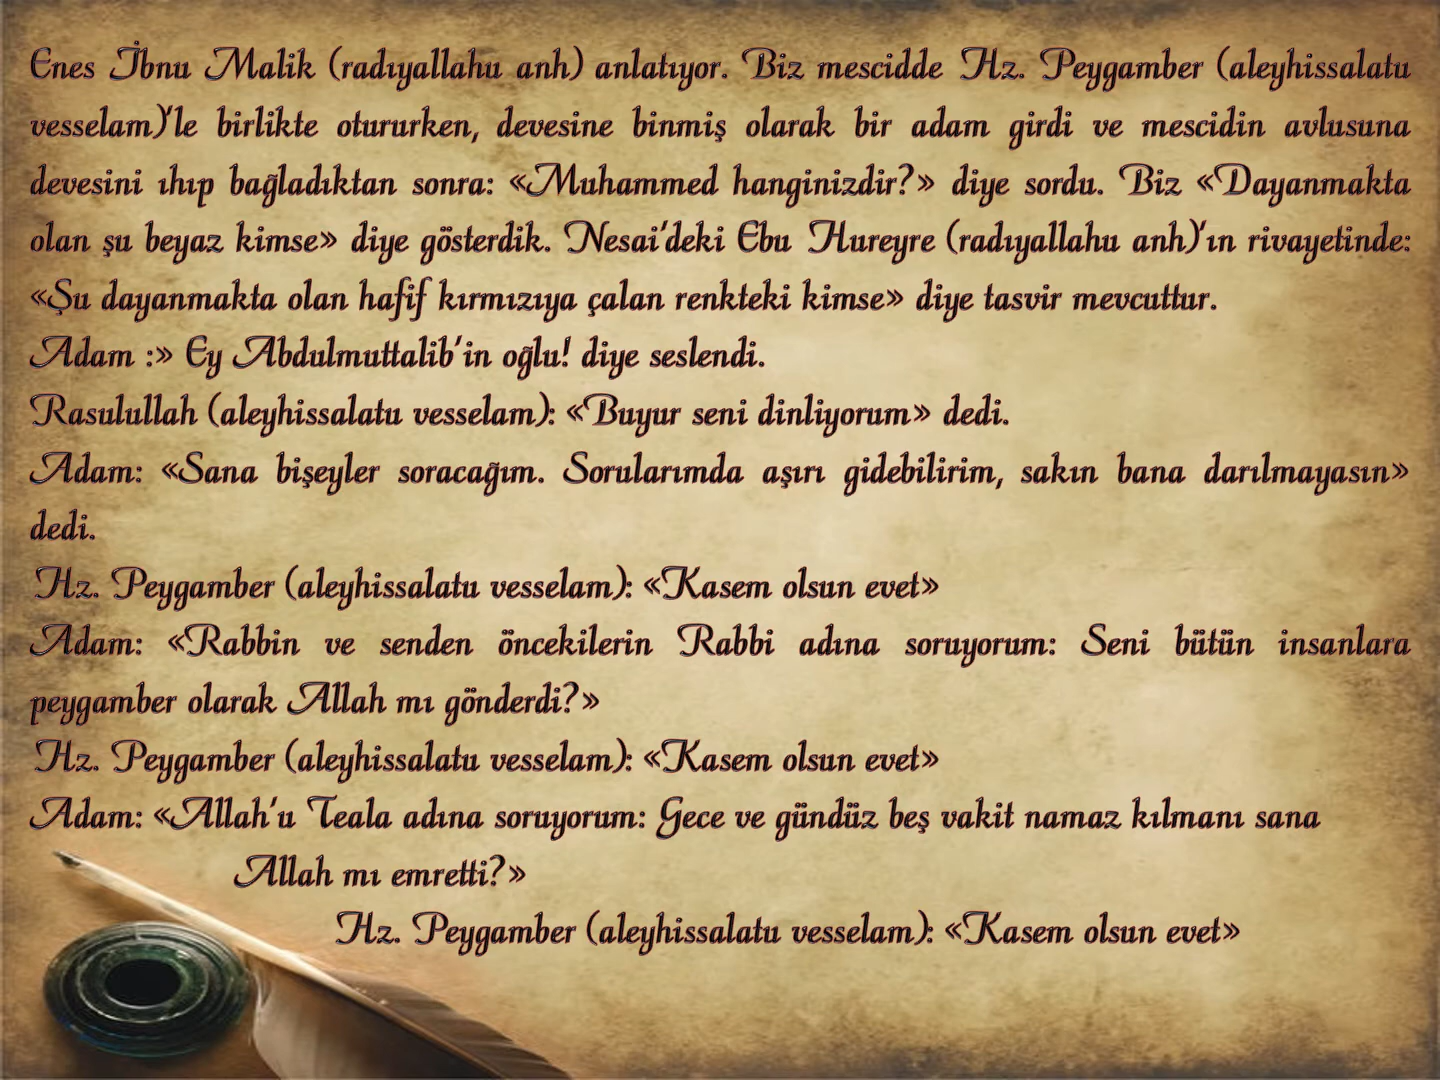 Enes İbnu Malik (radıyallahu anh) anlatıyor. Biz mescidde Hz. Peygamber (aleyhissalatu
vesselam)'le birlikte otururken, devesine binmiş olarak bir adam girdi ve mescidin avlusuna
devesini ıhıp bağladıktan sonra: «Muhammed hanginizdir?» diye sordu. Biz «Dayanmakta
olan şu beyaz kimse» diye gösterdik. Nesai'deki Ebu Hureyre (radıyallahu anh)'ın rivayetinde:
«Şu dayanmakta olan hafif kırmızıya çalan renkteki kimse» diye tasvir mevcuttur.
Adam :» Ey Abdulmuttalib'in oğlu! diye seslendi.
Rasulullah (aleyhissalatu vesselam): «Buyur seni dinliyorum» dedi.
Adam: «Sana bişeyler soracağım. Sorularımda aşırı gidebilirim, sakın bana darılmayasın»
dedi.
Hz. Peygamber (aleyhissalatu vesselam): «Kasem olsun evet»
Adam: «Rabbin ve senden öncekilerin Rabbi adına soruyorum: Seni bütün insanlara
peygamber olarak Allah mı gönderdi?»
Hz. Peygamber (aleyhissalatu vesselam): «Kasem olsun evet»
Adam: «Allah'u Teala adına soruyorum: Gece ve gündüz beş vakit namaz kılmanı sana
Allah mı emretti?»
Hz. Peygamber (aleyhissalatu vesselam): «Kasem olsun evet»